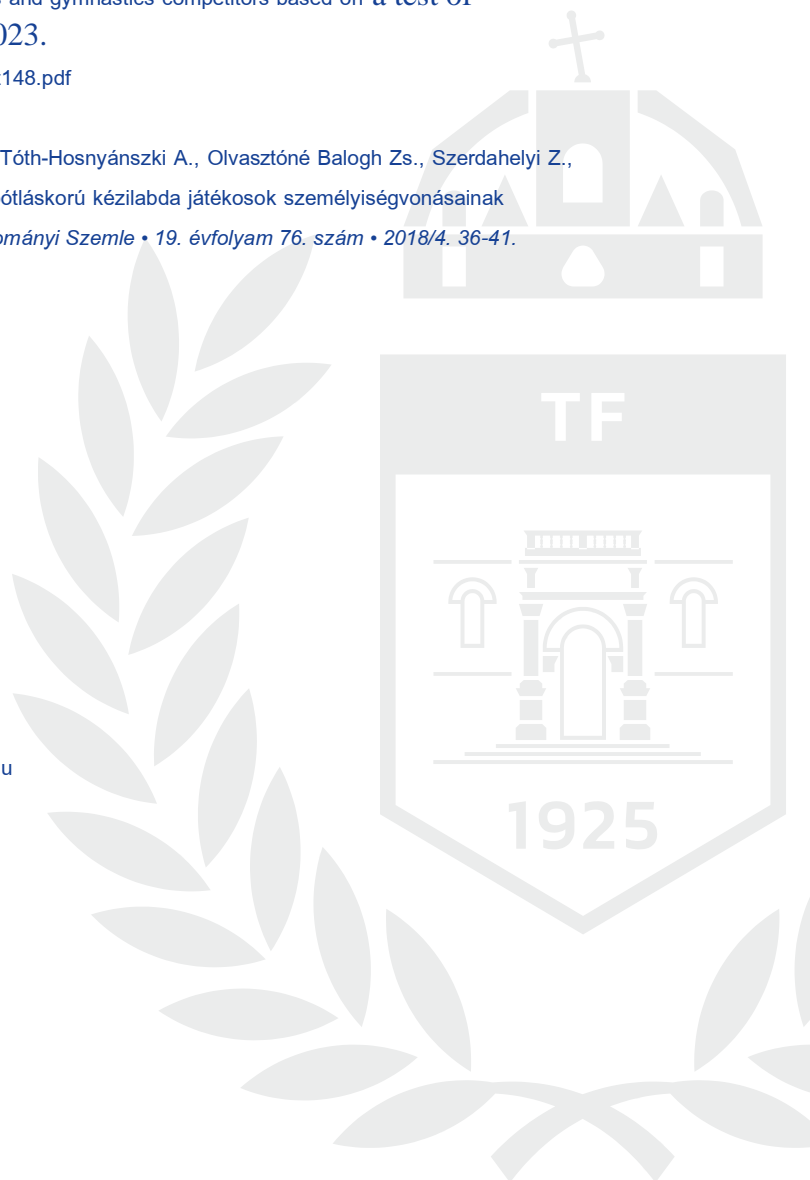 and gymnastics competitors based on a test of
023.
148.pdf
Tóth-Hosnyánszki A., Olvasztóné Balogh Zs., Szerdahelyi Z.,
ótláskorú kézilabda játékosok személyiségvonásainak
ományi Szemle • 19. évfolyam 76. szám • 2018/4. 36-41.
TF
u
1925